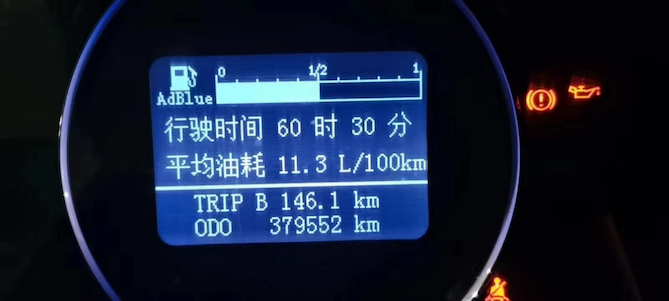 0 1/2 1
AdBlue
行驶时间 60 时 30 分
平均油耗 11.3 L/100km
TRIP B 146.1 km
ODO 379552 km